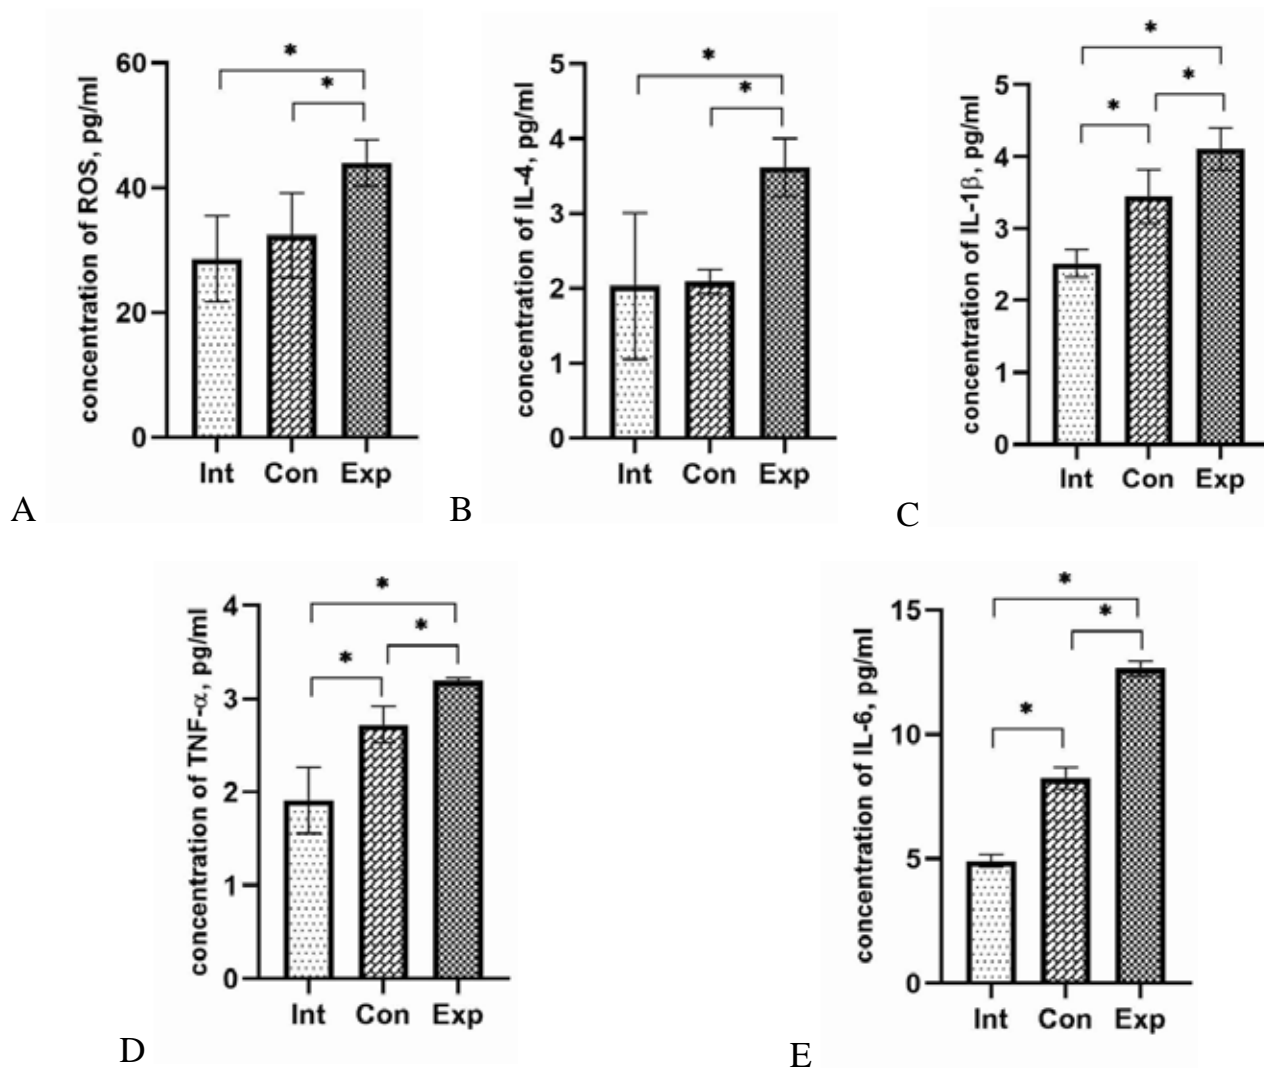 *
*
60
40
20
0
concentration of ROS, pg/ml
Int Con Exp
A
*
*
5
4
3
2
1
0
concentration of IL-4, pg/ml
Int Con Exp
B
*
*
*
5
4
3
2
1
0
concentration of IL-1β, pg/ml
Int Con Exp
C
*
*
*
4
3
2
1
0
concentration of TNF-α, pg/ml
Int Con Exp
D
*
*
*
15
10
5
0
concentration of IL-6, pg/ml
Int Con Exp
E